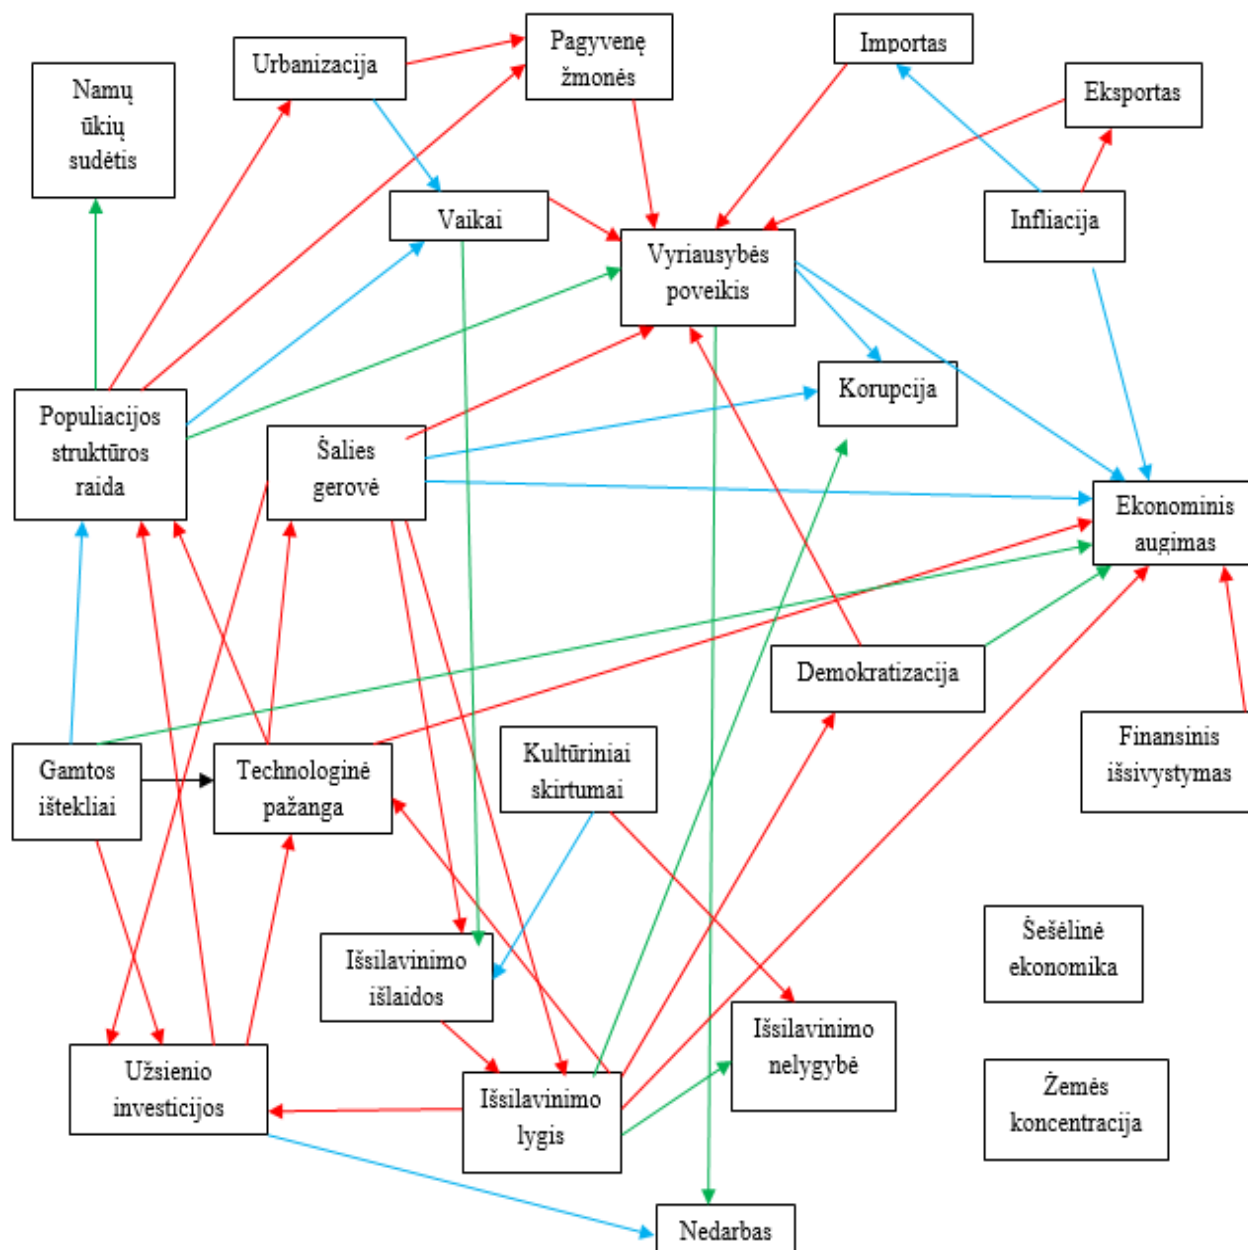 Pagyvenę
žmonės
Importas
Urbanizacija
Namų
ūkių
sudėtis
Eksportas
Vaikai
Infliacija
Vyriausybės
poveikis
Korupcija
Populiacijos
struktūros
raida
Šalies
gerovė
Ekonominis
augimas
Demokratizacija
Finansinis
išsivystymas
Kultūriniai
skirtumai
Gamtos
ištekliai
Technologinė
pažanga
Šešėlinė
ekonomika
Išsilavinimo
išlaidos
Išsilavinimo
nelygybė
Užsienio
investicijos
Išsilavinimo
lygis
Žemės
koncentracija
Nedarbas